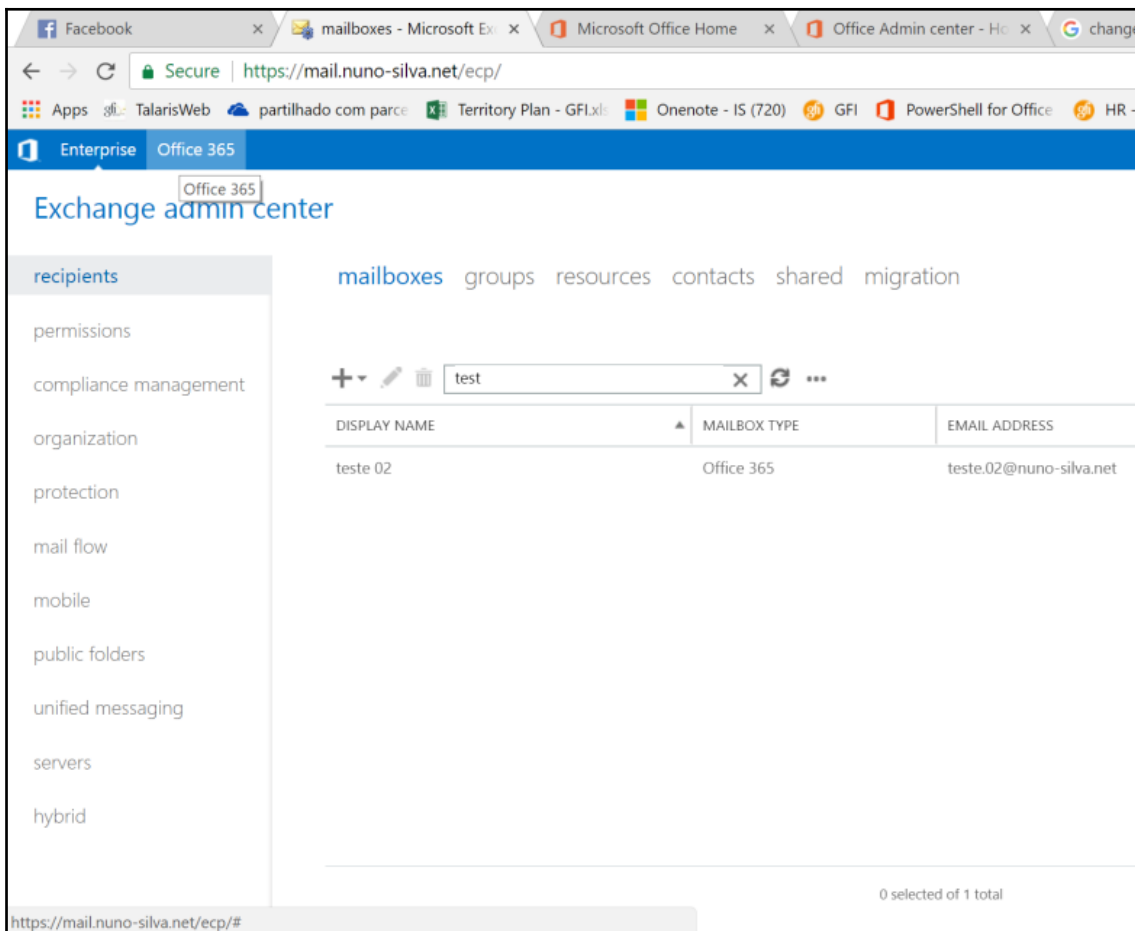 Facebook
mailboxes - Microsoft Ex
Microsoft Office Home
Office Admin center - Ho
change
Secure
https://mail.nuno-silva.net/ecp/
Apps
TalarisWeb
partilhado com parce
Territory Plan - GFI.xls
Onenote - IS (720)
GFI
PowerShell for Office
HR -
Enterprise
Office 365
Office 365
Exchange admin center
recipients
permissions
compliance management
organization
protection
mail flow
mobile
public folders
unified messaging
servers
hybrid
mailboxes groups resources contacts shared migration
test
DISPLAY NAME MAILBOX TYPE EMAIL ADDRESS
teste 02 Office 365 teste.02@nuno-silva.net
0 selected of 1 total
https://mail.nuno-silva.net/ecp/#